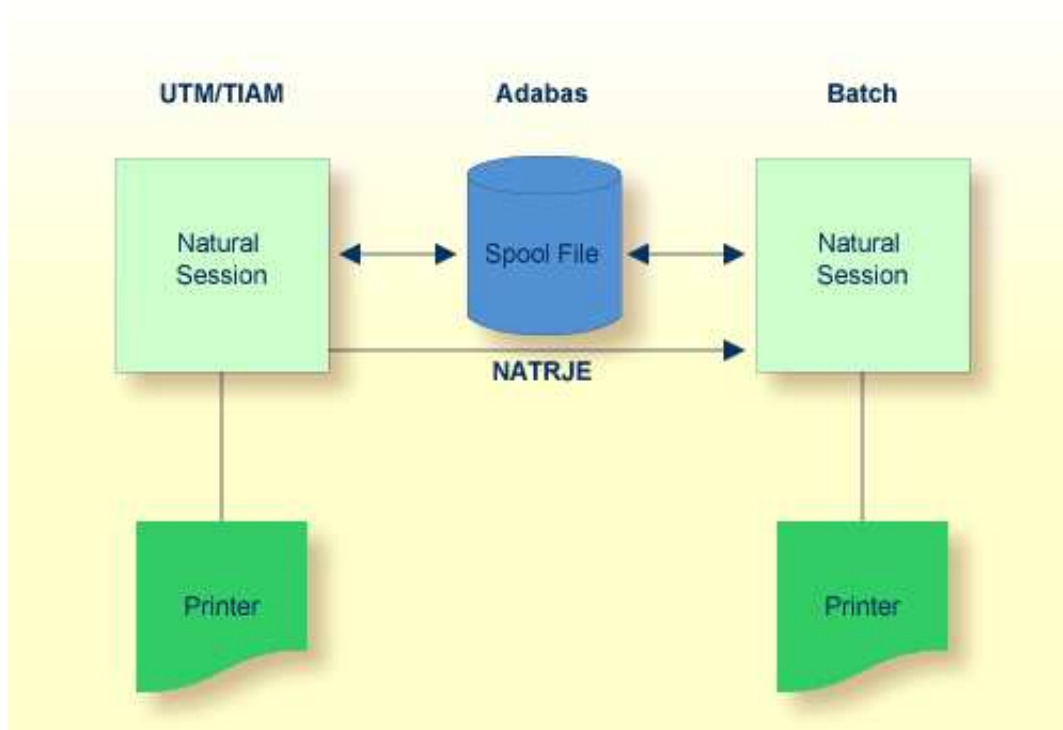 UTM/TIAM
Adabas
Batch
Natural
Session
Spool File
Natural
Session
NATRJE
Printer
Printer